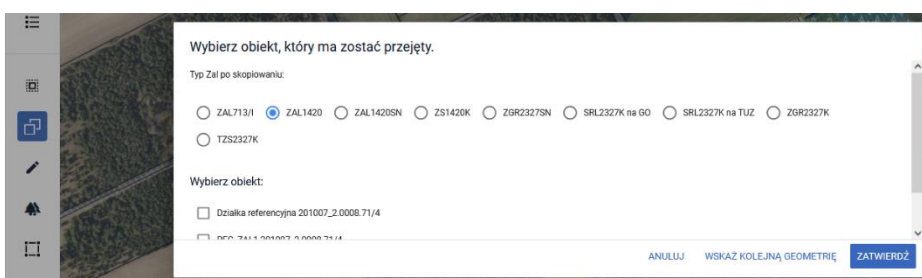 Wybierz obiekt, który ma zostać przejęty.
Typ Zal po skopiowaniu:
ZAL713/I ZAL1420 ZAL1420SN ZS1420K ZGR2327SN SRL2327K na GO SRL2327K na TUZ ZGR2327K
TZS2327K
Wybierz obiekt:
Działka referencyjna 201007_2.0008.71/4
ANULUJ WSKAŻ KOLEJNĄ GEOMETRIĘ ZATWIERDŹ